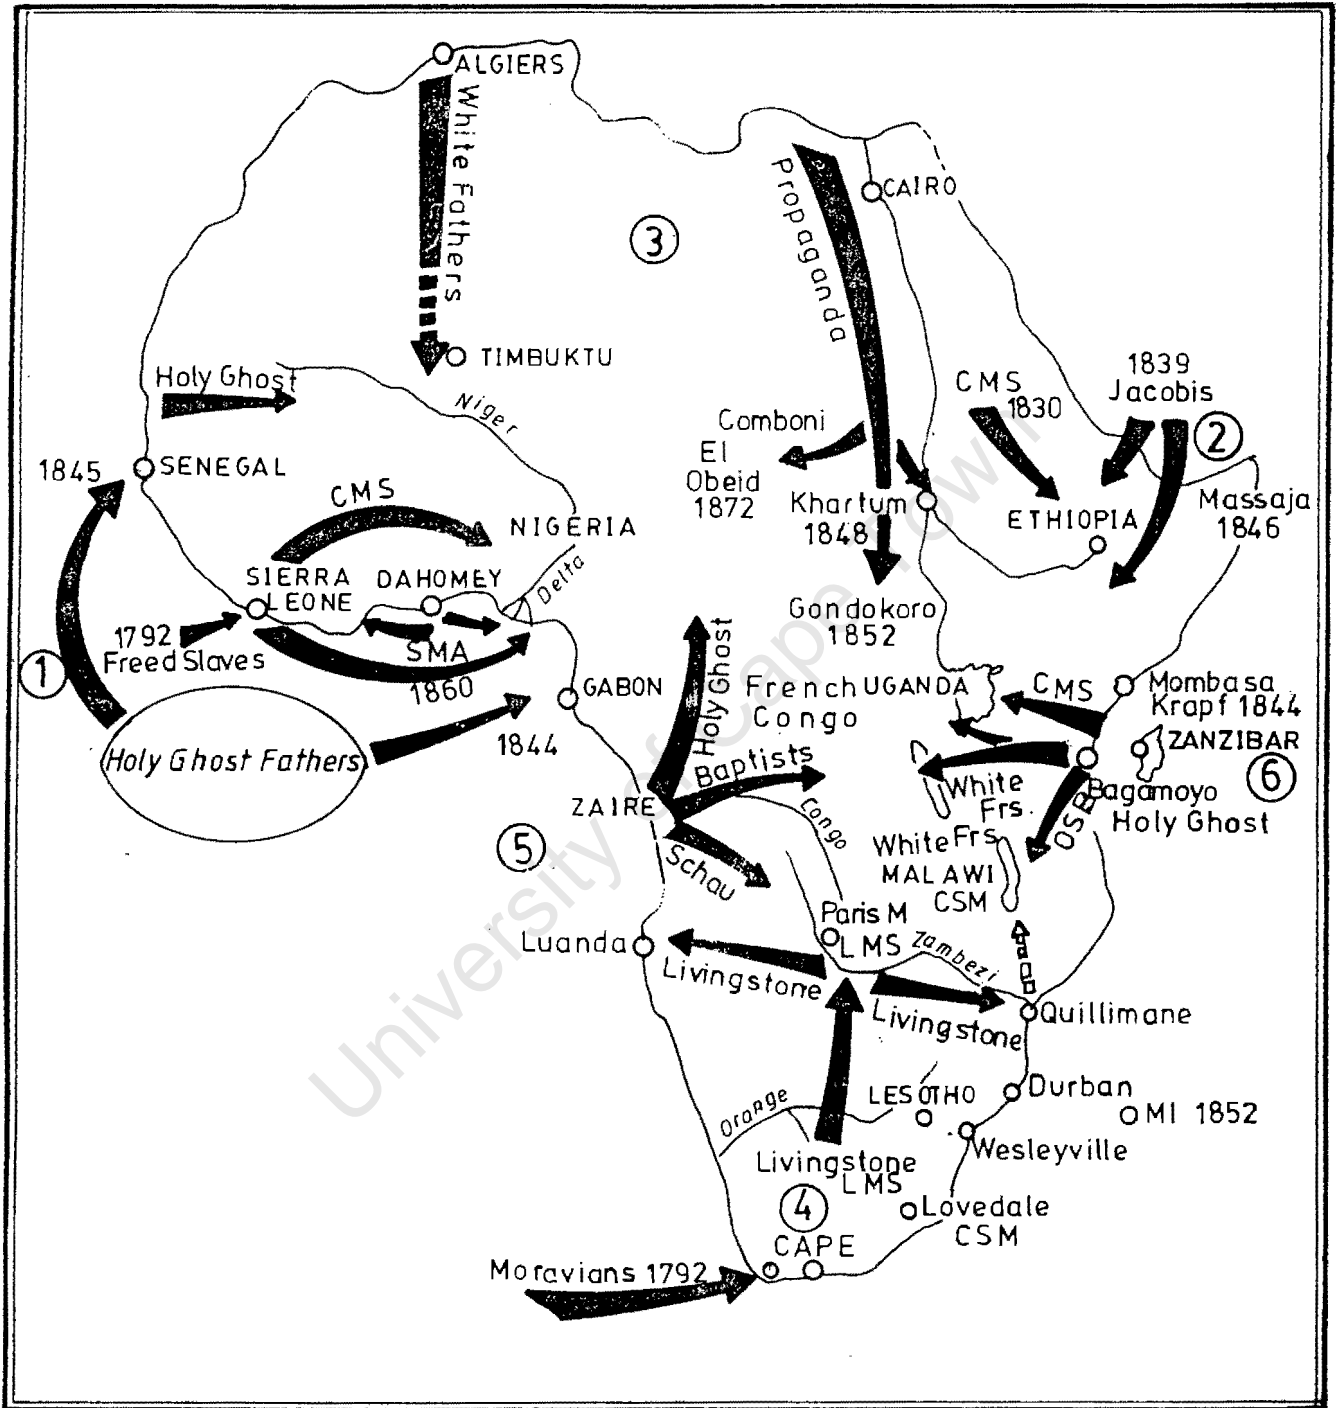 ALGIERS
White Fathers
Propaganda
CAIRO
3
TIMBUKTU
Holy Ghost
Niger
1839
Jacobis
CMS
1830
2
Comboni
El
Obeid
1872
1845
SENEGAL
CMS
NIGERIA
Khartum
1848
ETHIOPIA
Massaja
1846
SIERRA
LEONE
DAHOMEY
Delta
Gondokoro
1852
1792
Freed Slaves
SMA
1860
1
GABON
Holy Ghost
French
Congo
UGANDA
CMS
Mombasa
Krapf 1844
1844
Holy Ghost Fathers
ZANZIBAR
6
Baptists
ZAIRE
Congo
White
Frs
Bagamoyo
Holy Ghost
OSB
5
Schau
White Frs
MALAWI
CSM
Paris M
LMS
Zambezi
Luanda
Livingstone
Livingstone
Quillimane
LESOTHO
Durban
MI 1852
Orange
Wesleyville
Livingstone
LMS
4
Lovedale
CSM
CAPE
Moravians 1792
University of Cape Town